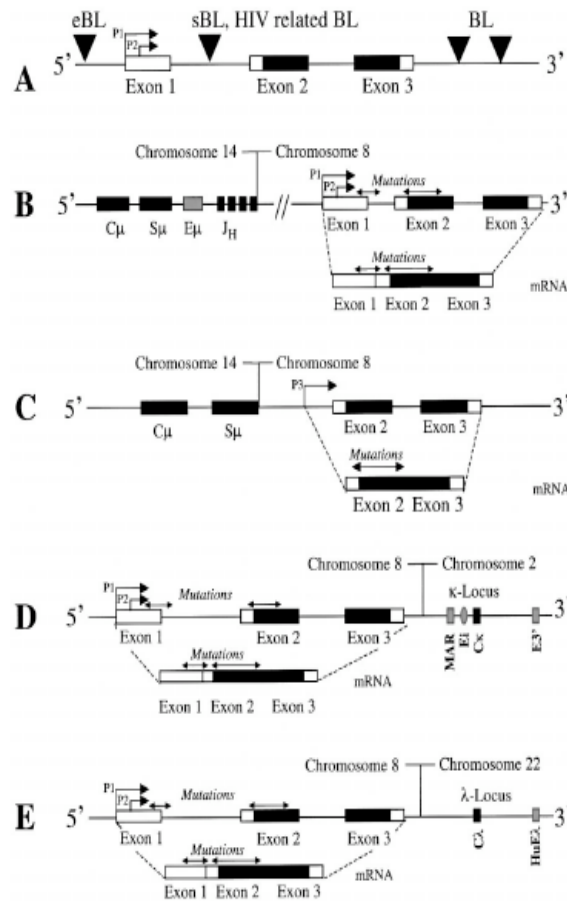 eBL sBL, HIV related BL BL
P1
P2
5' 3'
A
Exon 1 Exon 2 Exon 3
Chromosome 14 Chromosome 8
P1
P2 Mutations
B 5' 3'
Cμ Sμ Eμ JH // Exon 1 Exon 2 Exon 3
Mutations
mRNA
Exon 1 Exon 2 Exon 3
Chromosome 14 Chromosome 8
P3
C 5' 3'
Cμ Sμ Exon 2 Exon 3
Mutations
mRNA
Exon 2 Exon 3
Chromosome 8 Chromosome 2
P1
P2 Mutations κ-Locus
D 5' 3'
Exon 1 Exon 2 Exon 3 MAR Ei Cκ E3'
Mutations
mRNA
Exon 1 Exon 2 Exon 3
Chromosome 8 Chromosome 22
P1
P2 Mutations λ-Locus
E 5' 3'
Exon 1 Exon 2 Exon 3 Cλ HuEλ
Mutations
mRNA
Exon 1 Exon 2 Exon 3